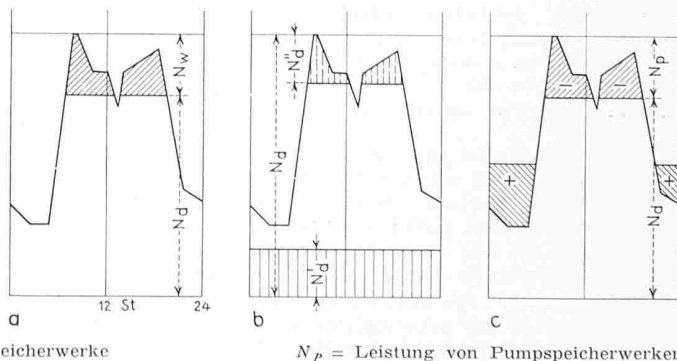 N_w
N_d
N_d''
N_d
N_d'
N_p
N_d
+
−
−
+
12 St 24
a
b
c
eicherwerke
N_P = Leistung von Pumpspeicherwerken